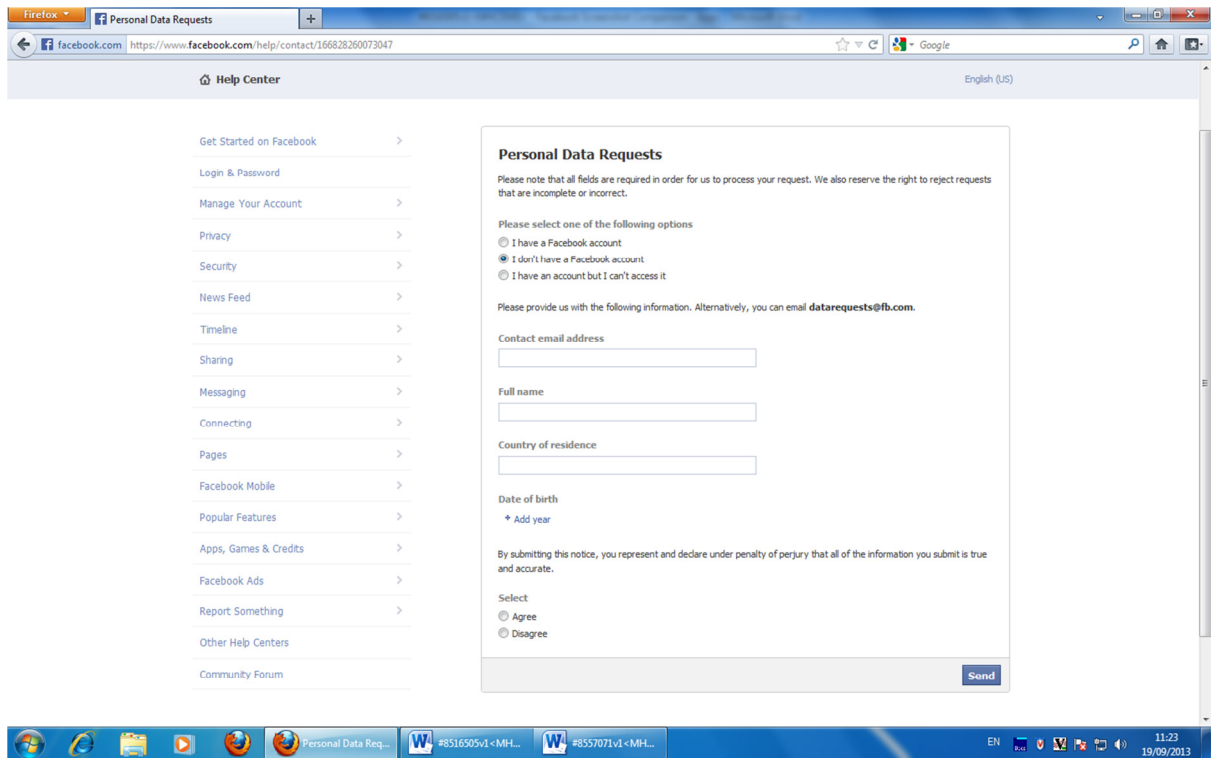 Firefox
Personal Data Requests
facebook.com https://www.facebook.com/help/contact/166828260073047
Google
Help Center
English (US)
Get Started on Facebook
Login & Password
Manage Your Account
Privacy
Security
News Feed
Timeline
Sharing
Messaging
Connecting
Pages
Facebook Mobile
Popular Features
Apps, Games & Credits
Facebook Ads
Report Something
Other Help Centers
Community Forum
Personal Data Requests
Please note that all fields are required in order for us to process your request. We also reserve the right to reject requests
that are incomplete or incorrect.
Please select one of the following options
I have a Facebook account
I don't have a Facebook account
I have an account but I can't access it
Please provide us with the following information. Alternatively, you can email datarequests@fb.com.
Contact email address
Full name
Country of residence
Date of birth
+ Add year
By submitting this notice, you represent and declare under penalty of perjury that all of the information you submit is true
and accurate.
Select
Agree
Disagree
Send
Personal Data Req...
#8516505v1<MH...
#8557071v1<MH...
EN
11:23
19/09/2013